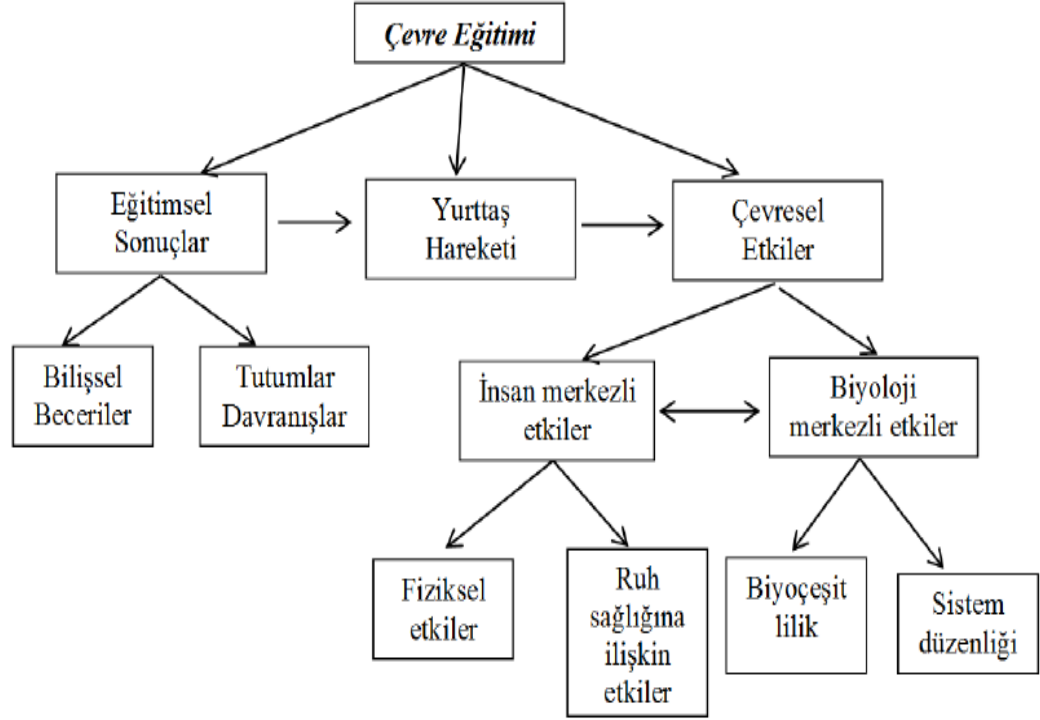 Çevre Eğitimi
Eğitimsel
Sonuçlar
Yurttaş
Hareketi
Çevresel
Etkiler
Bilişsel
Beceriler
Tutumlar
Davranışlar
İnsan merkezli
etkiler
Biyoloji
merkezli etkiler
Fiziksel
etkiler
Ruh
sağlığına
ilişkin
etkiler
Biyoçeşit
lilik
Sistem
düzenliği